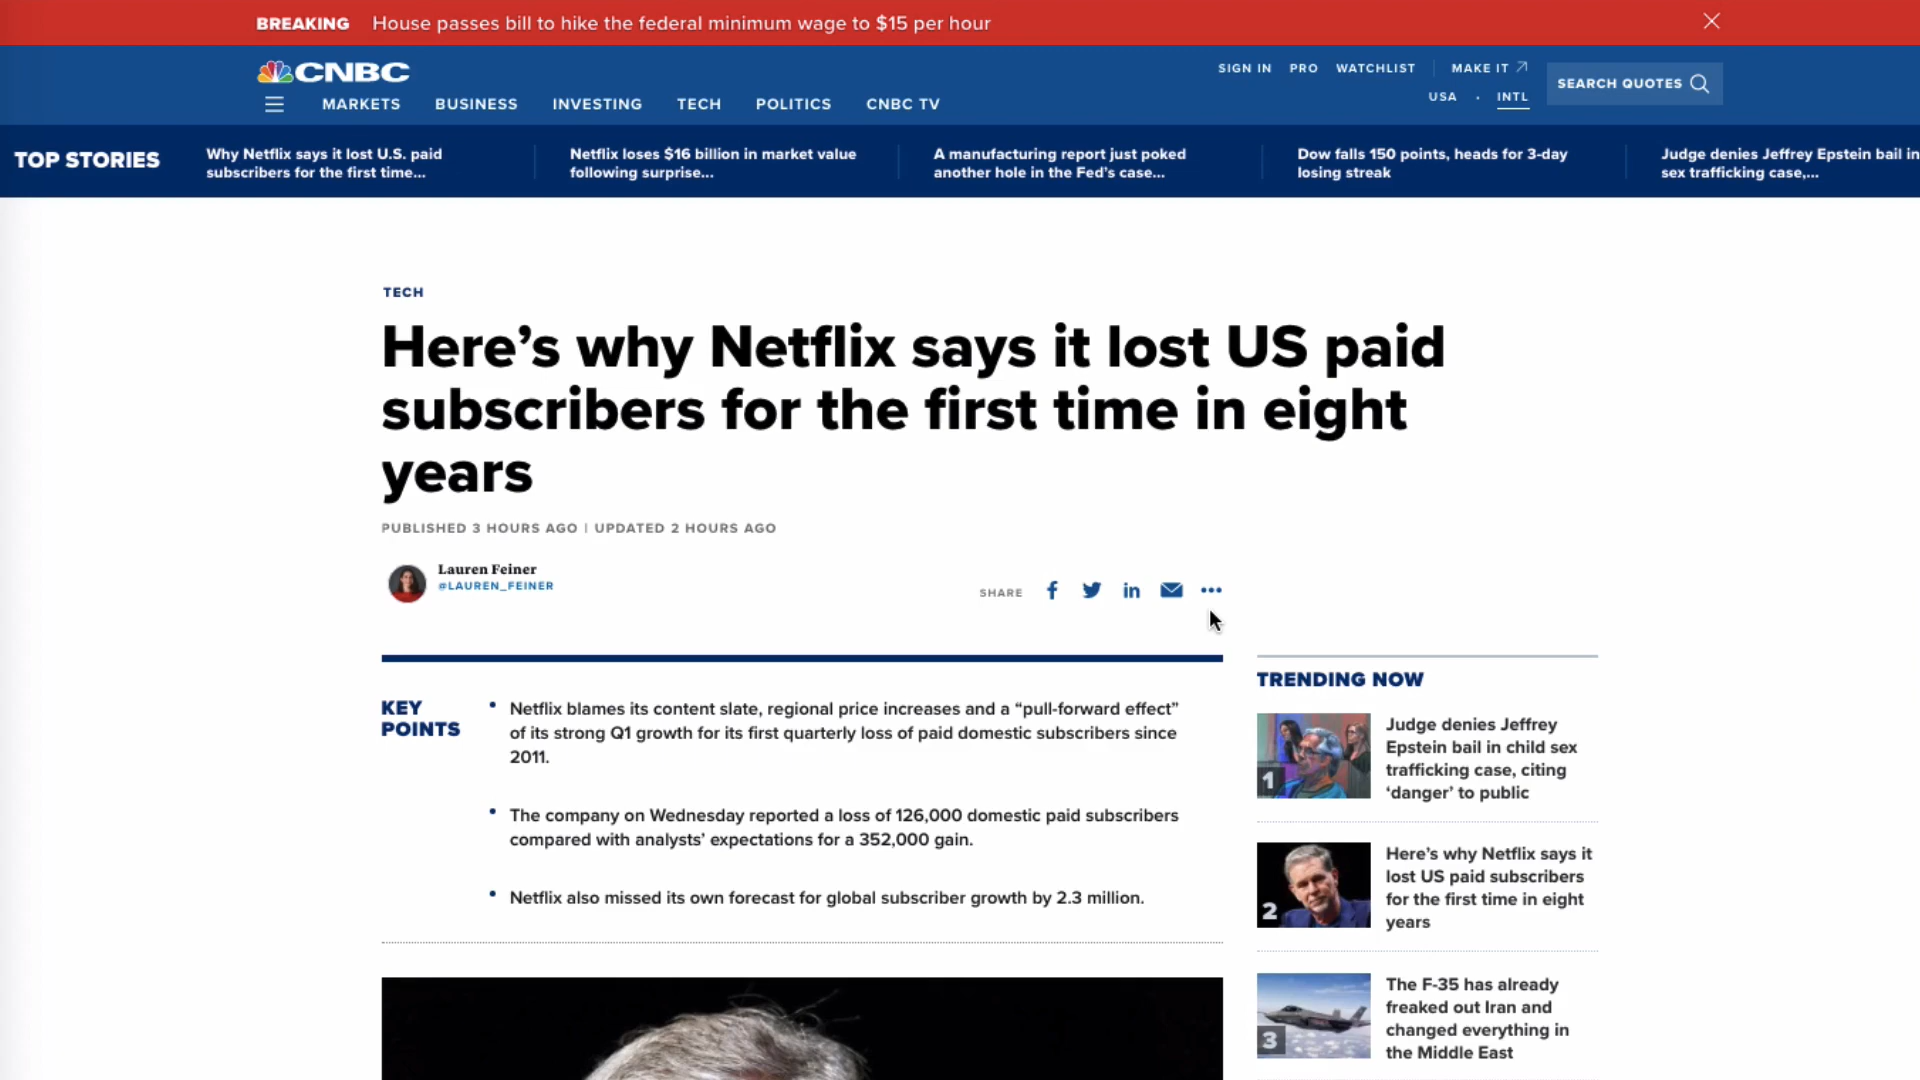 BREAKING House passes bill to hike the federal minimum wage to $15 per hour
CNBC
SIGN IN PRO WATCHLIST MAKE IT
USA · INTL
SEARCH QUOTES
MARKETS BUSINESS INVESTING TECH POLITICS CNBC TV
TOP STORIES
Why Netflix says it lost U.S. paid
subscribers for the first time...
Netflix loses $16 billion in market value
following surprise...
A manufacturing report just poked
another hole in the Fed's case...
Dow falls 150 points, heads for 3-day
losing streak
Judge denies Jeffrey Epstein bail in
sex trafficking case,...
TECH
Here’s why Netflix says it lost US paid
subscribers for the first time in eight
years
PUBLISHED 3 HOURS AGO | UPDATED 2 HOURS AGO
Lauren Feiner
@LAUREN_FEINER
SHARE
KEY
POINTS
• Netflix blames its content slate, regional price increases and a “pull-forward effect”
of its strong Q1 growth for its first quarterly loss of paid domestic subscribers since
2011.
• The company on Wednesday reported a loss of 126,000 domestic paid subscribers
compared with analysts’ expectations for a 352,000 gain.
• Netflix also missed its own forecast for global subscriber growth by 2.3 million.
TRENDING NOW
1
Judge denies Jeffrey
Epstein bail in child sex
trafficking case, citing
‘danger’ to public
2
Here’s why Netflix says it
lost US paid subscribers
for the first time in eight
years
3
The F-35 has already
freaked out Iran and
changed everything in
the Middle East